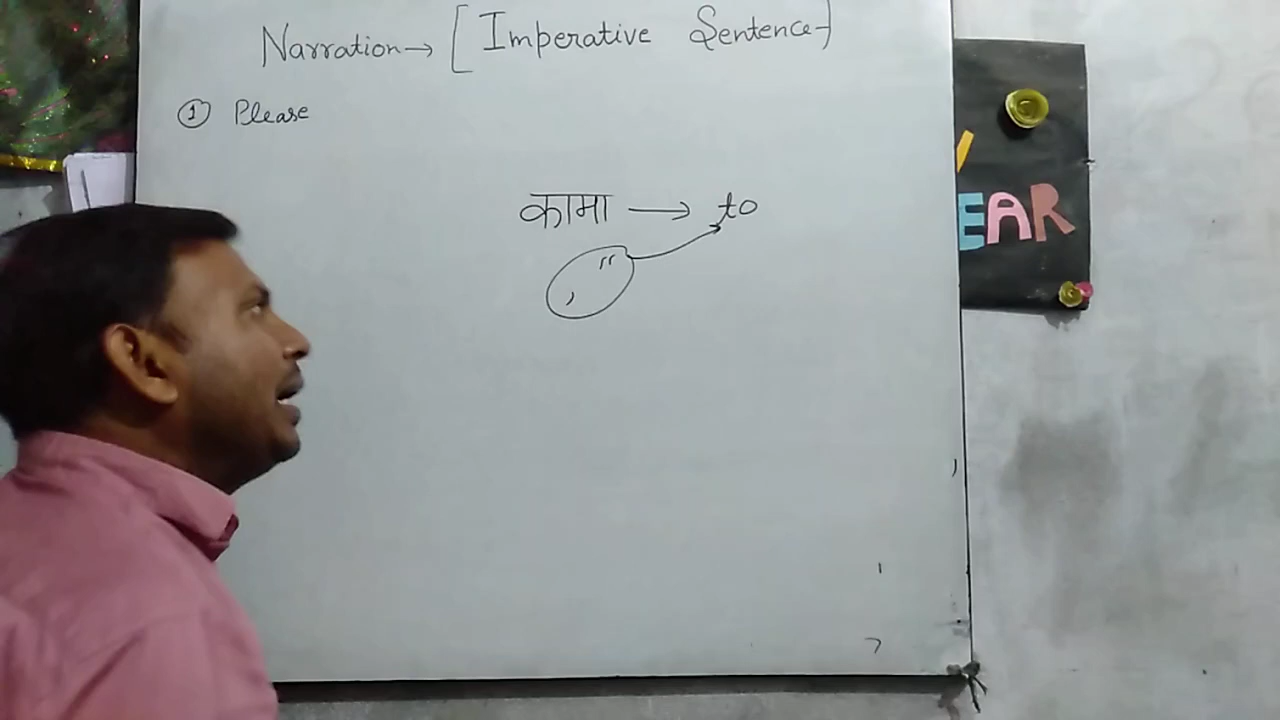 Narration → [Imperative Sentence]
① Please
कामा → to
, "
EAR